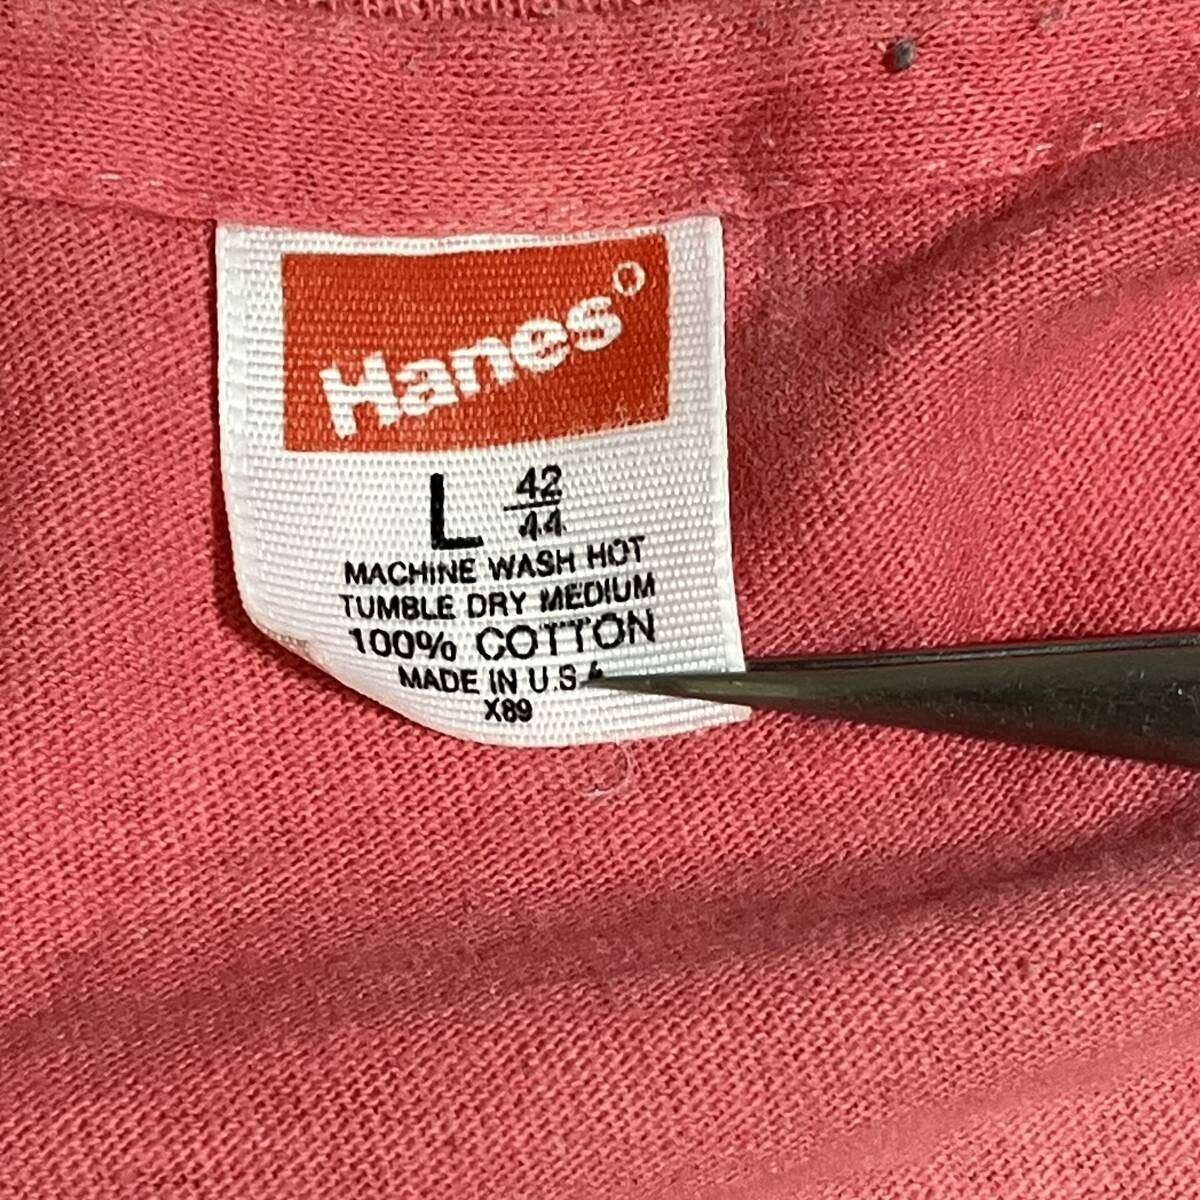 Hanes
L 42/44
MACHINE WASH HOT
TUMBLE DRY MEDIUM
100% COTTON
MADE IN U.S.A
X89